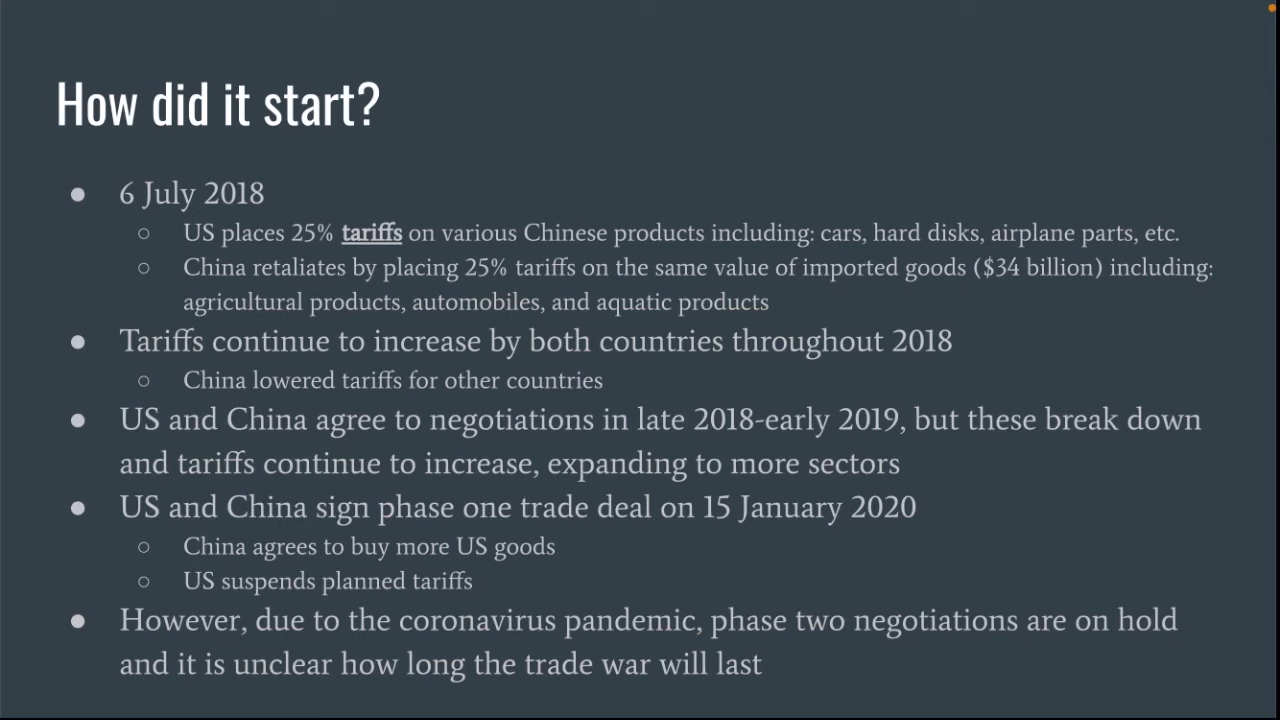 How did it start?
● 6 July 2018
○ US places 25% tariffs on various Chinese products including: cars, hard disks, airplane parts, etc.
○ China retaliates by placing 25% tariffs on the same value of imported goods ($34 billion) including:
agricultural products, automobiles, and aquatic products
● Tariffs continue to increase by both countries throughout 2018
○ China lowered tariffs for other countries
● US and China agree to negotiations in late 2018-early 2019, but these break down
and tariffs continue to increase, expanding to more sectors
● US and China sign phase one trade deal on 15 January 2020
○ China agrees to buy more US goods
○ US suspends planned tariffs
● However, due to the coronavirus pandemic, phase two negotiations are on hold
and it is unclear how long the trade war will last